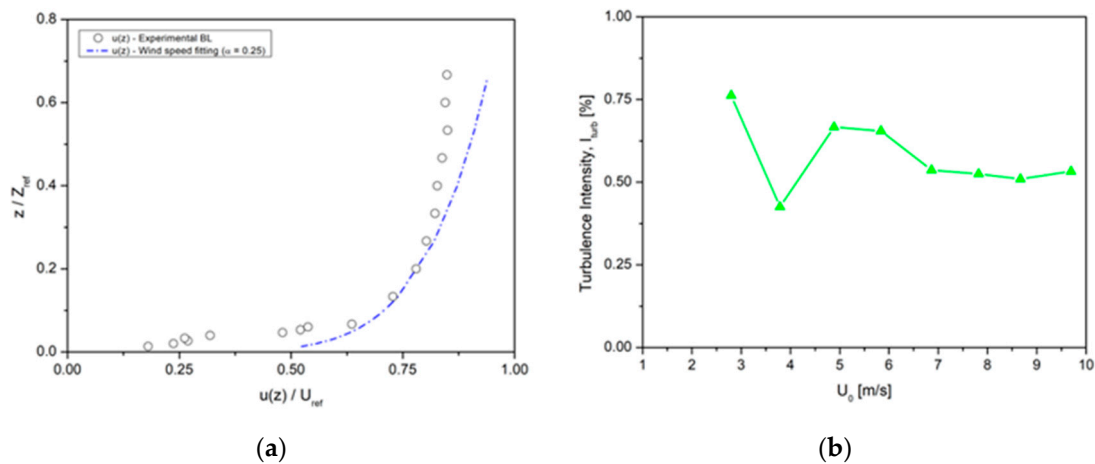 0.8
u(z) - Experimental BL
u(z) - Wind speed fitting (α = 0.25)
0.6
0.4
0.2
0.0
z / Z_ref
0.00 0.25 0.50 0.75 1.00
u(z) / U_ref
(a)
1.00
0.75
0.50
0.25
0.00
Turbulence Intensity, I_turb [%]
1 2 3 4 5 6 7 8 9 10
U_0 [m/s]
(b)